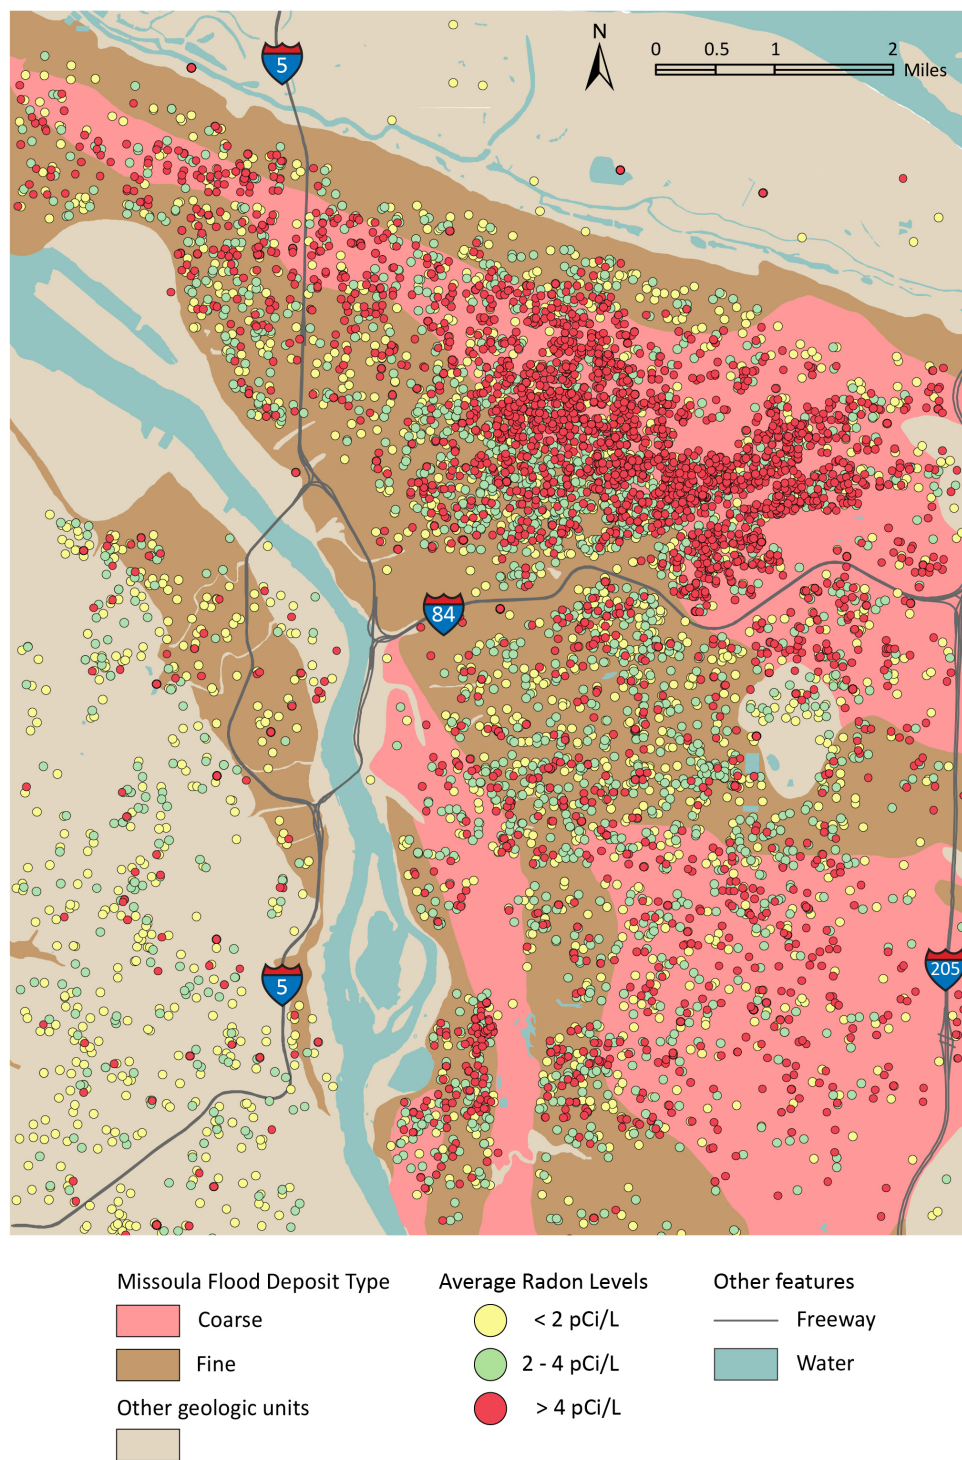 5
N
0 0.5 1 2
Miles
84
5
205
Missoula Flood Deposit Type
Coarse
Fine
Other geologic units
Average Radon Levels
< 2 pCi/L
2 - 4 pCi/L
> 4 pCi/L
Other features
Freeway
Water